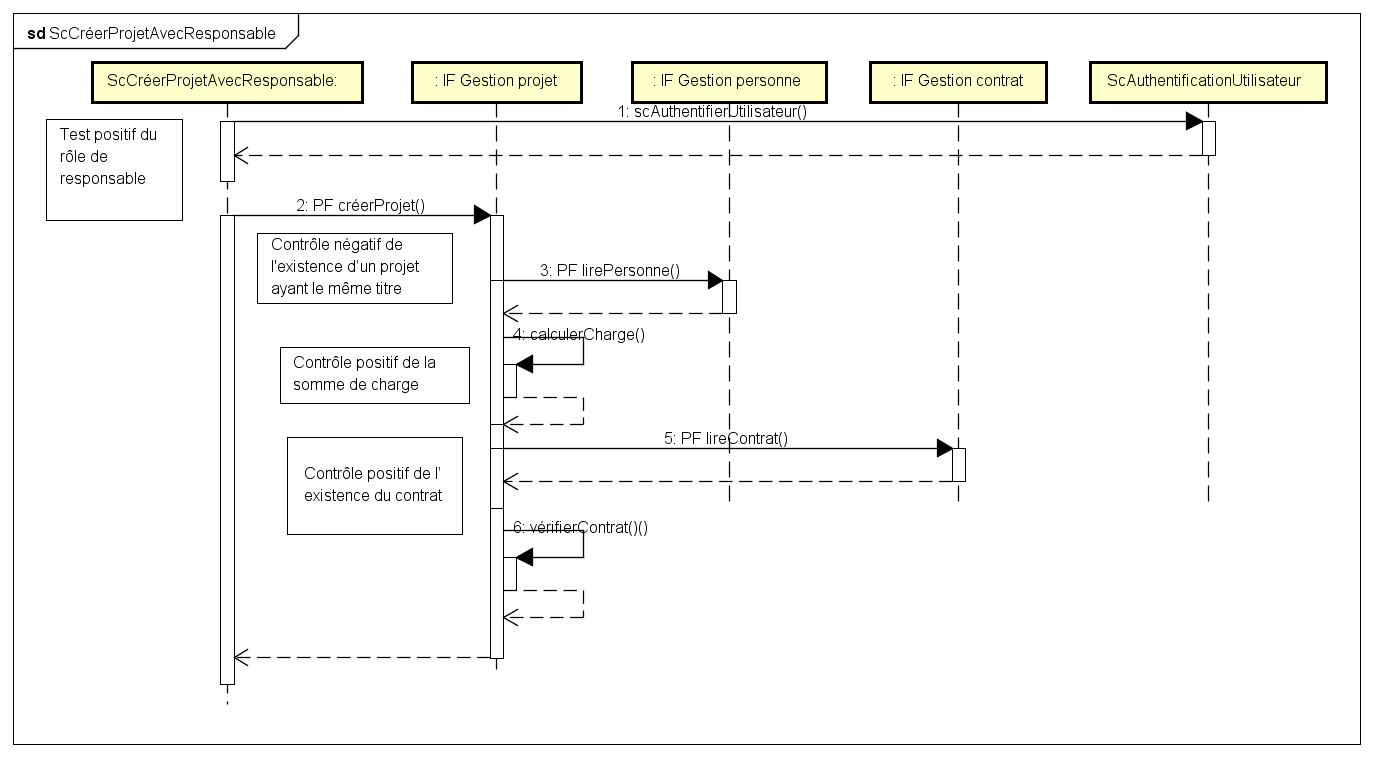 sd ScCréerProjetAvecResponsable
ScCréerProjetAvecResponsable:
: IF Gestion projet
: IF Gestion personne
: IF Gestion contrat
ScAuthentificationUtilisateur
1: scAuthentifierUtilisateur()
Test positif du
rôle de
responsable
2: PF créerProjet()
Contrôle négatif de
l'existence d'un projet
ayant le même titre
3: PF lirePersonne()
4: calculerCharge()
Contrôle positif de la
somme de charge
5: PF lireContrat()
Contrôle positif de l'
existence du contrat
6: vérifierContrat()()